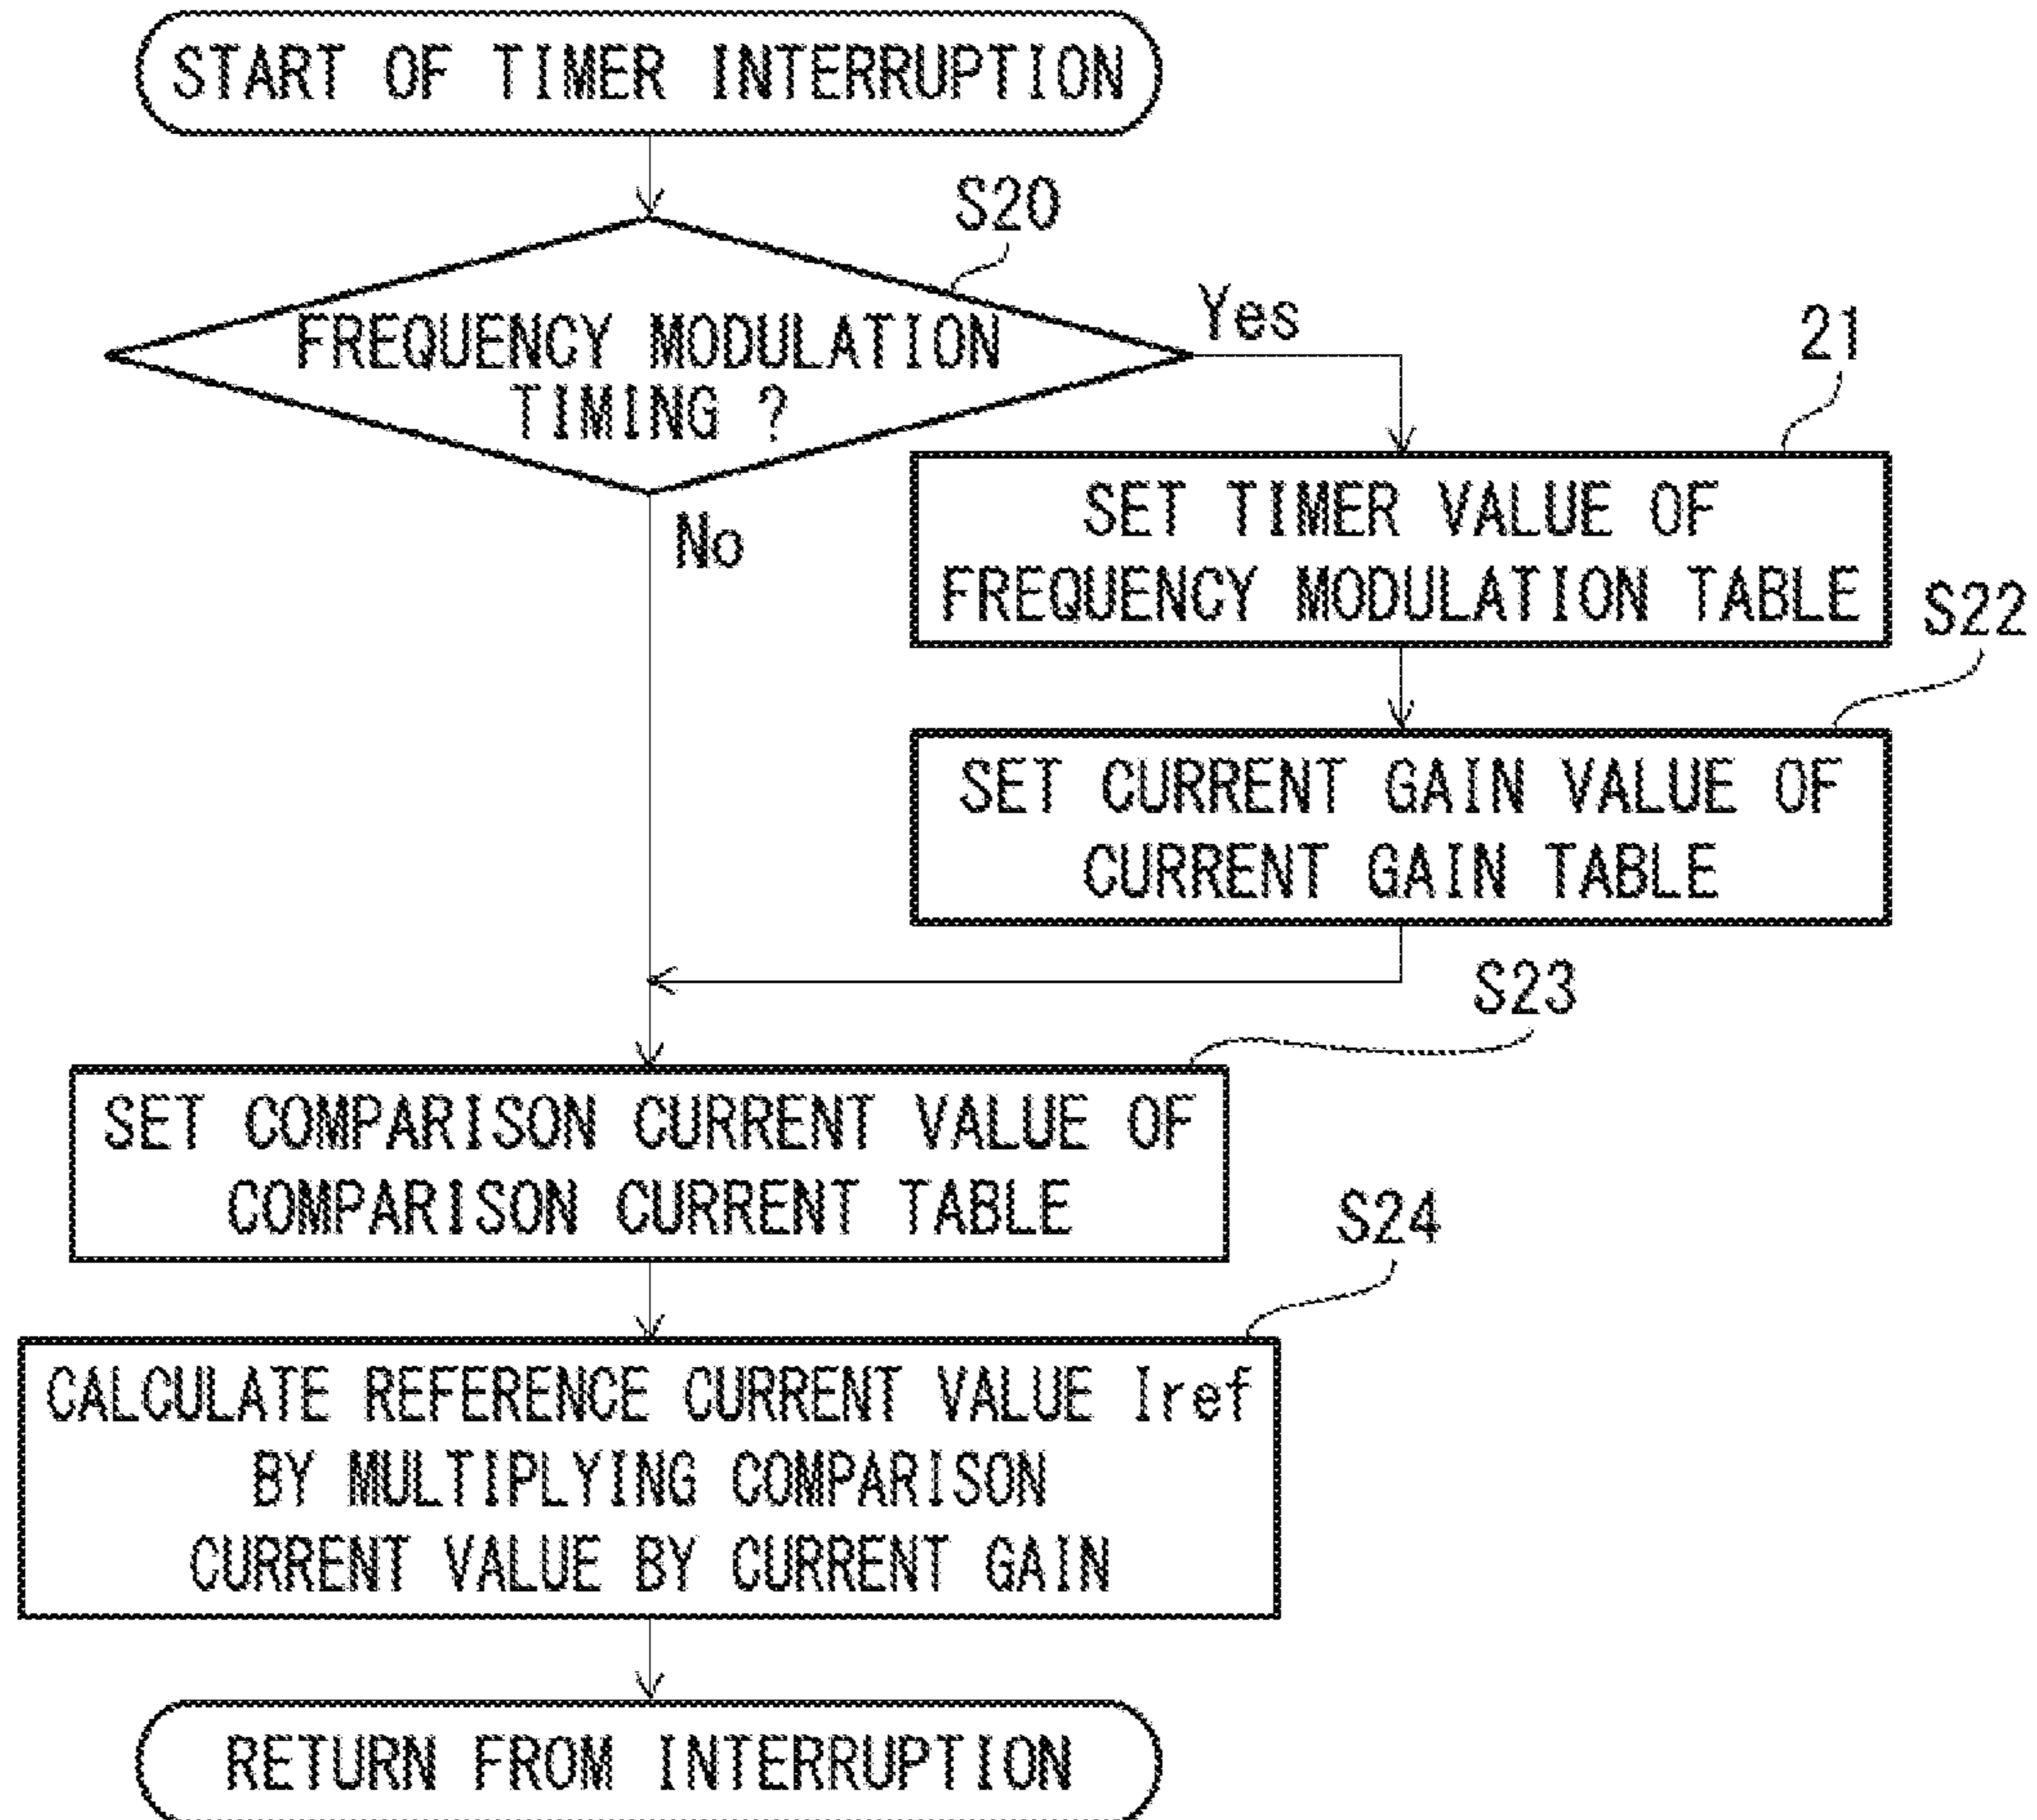 START OF TIMER INTERRUPTION
S20
FREQUENCY MODULATION
TIMING ?
Yes
No
21
SET TIMER VALUE OF
FREQUENCY MODULATION TABLE
S22
SET CURRENT GAIN VALUE OF
CURRENT GAIN TABLE
S23
SET COMPARISON CURRENT VALUE OF
COMPARISON CURRENT TABLE
S24
CALCULATE REFERENCE CURRENT VALUE Iref
BY MULTIPLYING COMPARISON
CURRENT VALUE BY CURRENT GAIN
RETURN FROM INTERRUPTION